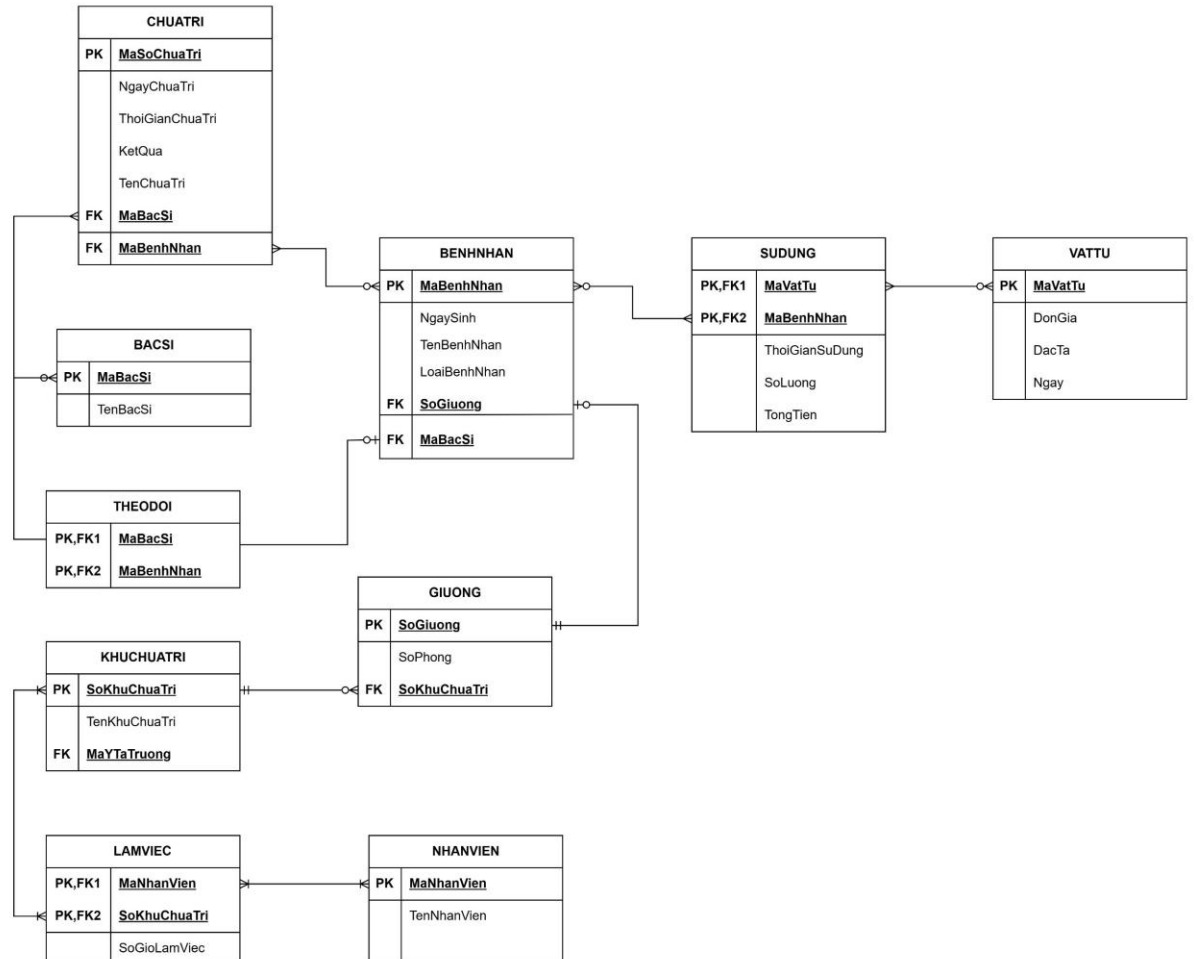 CHUATRI
PK MaSoChuaTri
NgayChuaTri
ThoiGianChuaTri
KetQua
TenChuaTri
FK MaBacSi
FK MaBenhNhan
BENHNHAN
PK MaBenhNhan
NgaySinh
TenBenhNhan
LoaiBenhNhan
FK SoGiuong
FK MaBacSi
SUDUNG
PK,FK1 MaVatTu
PK,FK2 MaBenhNhan
ThoiGianSuDung
SoLuong
TongTien
VATTU
PK MaVatTu
DonGia
DacTa
Ngay
BACSI
PK MaBacSi
TenBacSi
THEODOI
PK,FK1 MaBacSi
PK,FK2 MaBenhNhan
GIUONG
PK SoGiuong
SoPhong
FK SoKhuChuaTri
KHUCHUATRI
PK SoKhuChuaTri
TenKhuChuaTri
FK MaYTaTruong
LAMVIEC
PK,FK1 MaNhanVien
PK,FK2 SoKhuChuaTri
SoGioLamViec
NHANVIEN
PK MaNhanVien
TenNhanVien